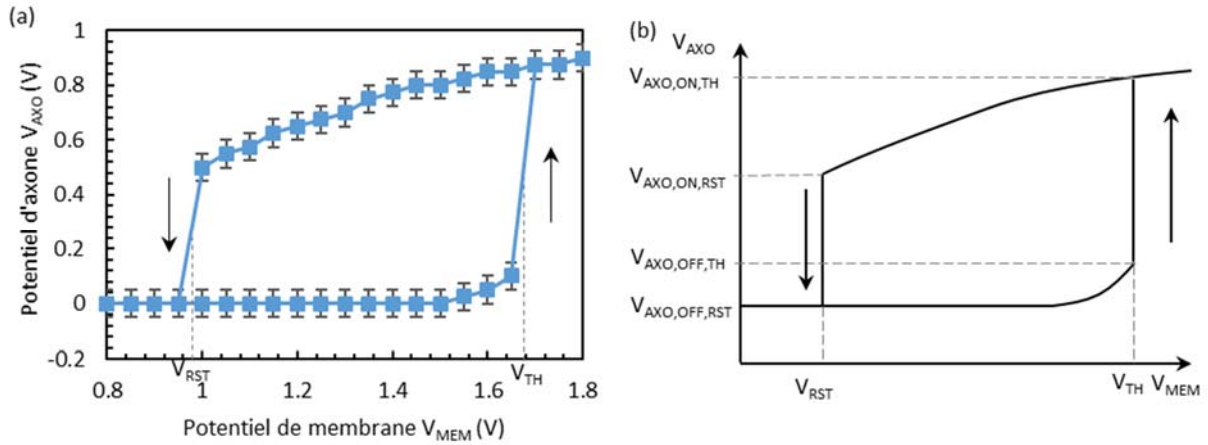 (a)
1
0.8
0.6
0.4
0.2
0
-0.2
Potentiel d'axone V_AXO (V)
V_RST
V_TH
0.8 1 1.2 1.4 1.6 1.8
Potentiel de membrane V_MEM (V)
(b)
V_AXO
V_AXO,ON,TH
V_AXO,ON,RST
V_AXO,OFF,TH
V_AXO,OFF,RST
V_RST
V_TH V_MEM